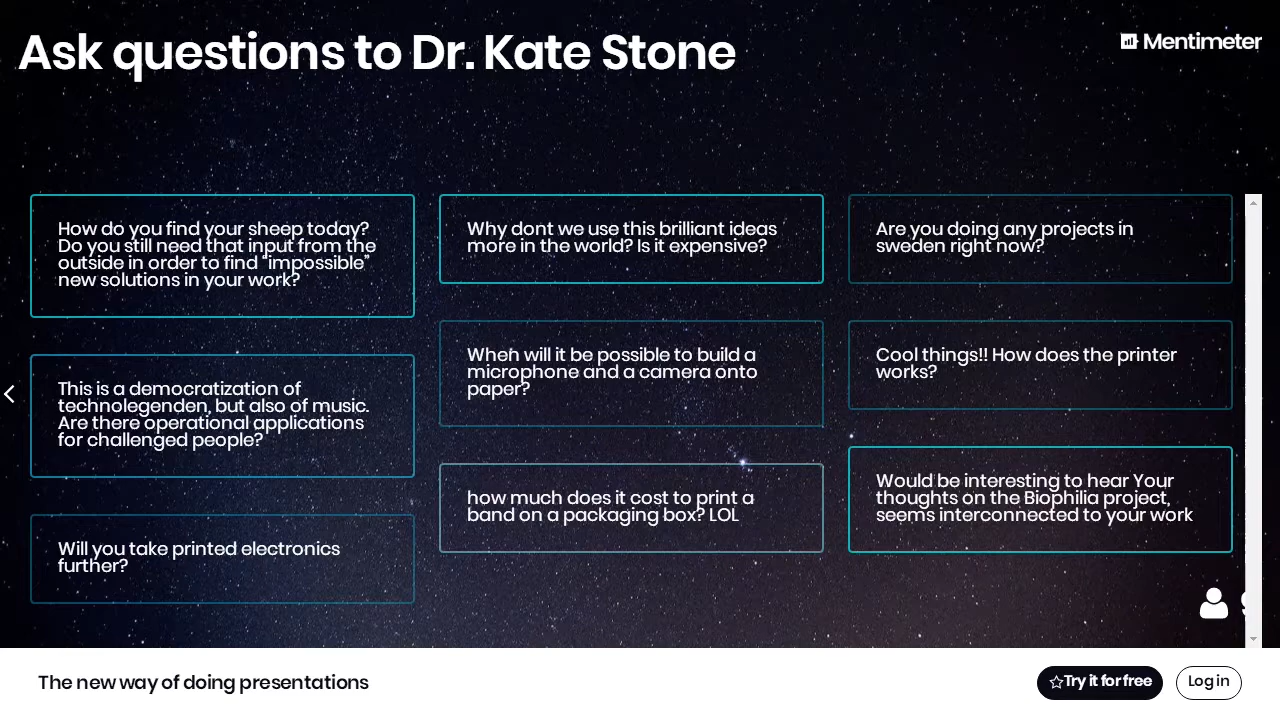 Ask questions to Dr. Kate Stone
Mentimeter
How do you find your sheep today?
Do you still need that input from the
outside in order to find “impossible”
new solutions in your work?
This is a democratization of
technolegenden, but also of music.
Are there operational applications
for challenged people?
Will you take printed electronics
further?
Why dont we use this brilliant ideas
more in the world? Is it expensive?
When will it be possible to build a
microphone and a camera onto
paper?
how much does it cost to print a
band on a packaging box? LOL
Are you doing any projects in
sweden right now?
Cool things!! How does the printer
works?
Would be interesting to hear Your
thoughts on the Biophilia project,
seems interconnected to your work
The new way of doing presentations
Try it for free
Log in